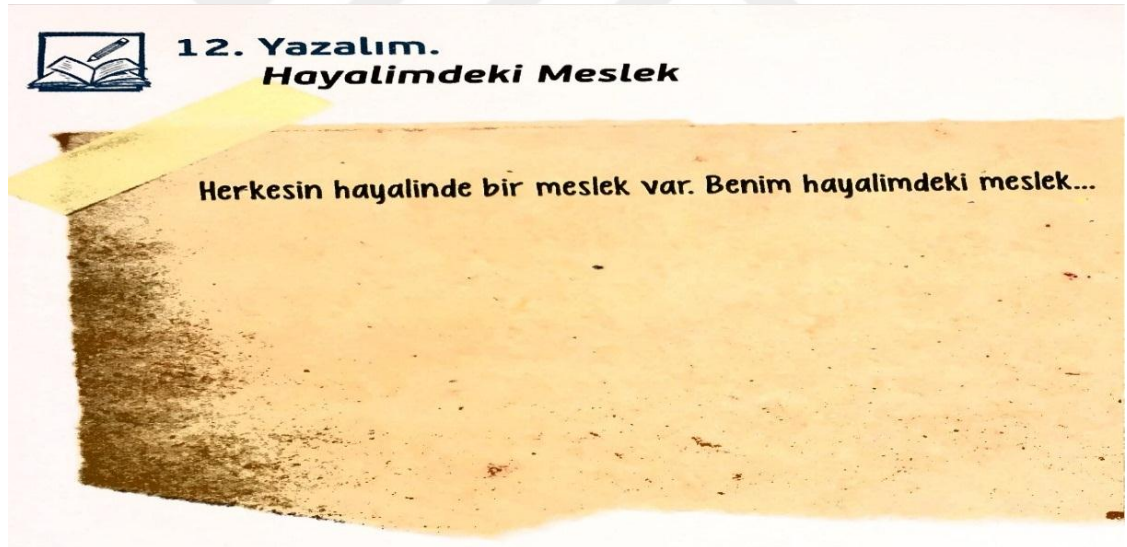 12. Yazalım.
Hayalimdeki Meslek
Herkesin hayalinde bir meslek var. Benim hayalimdeki meslek...